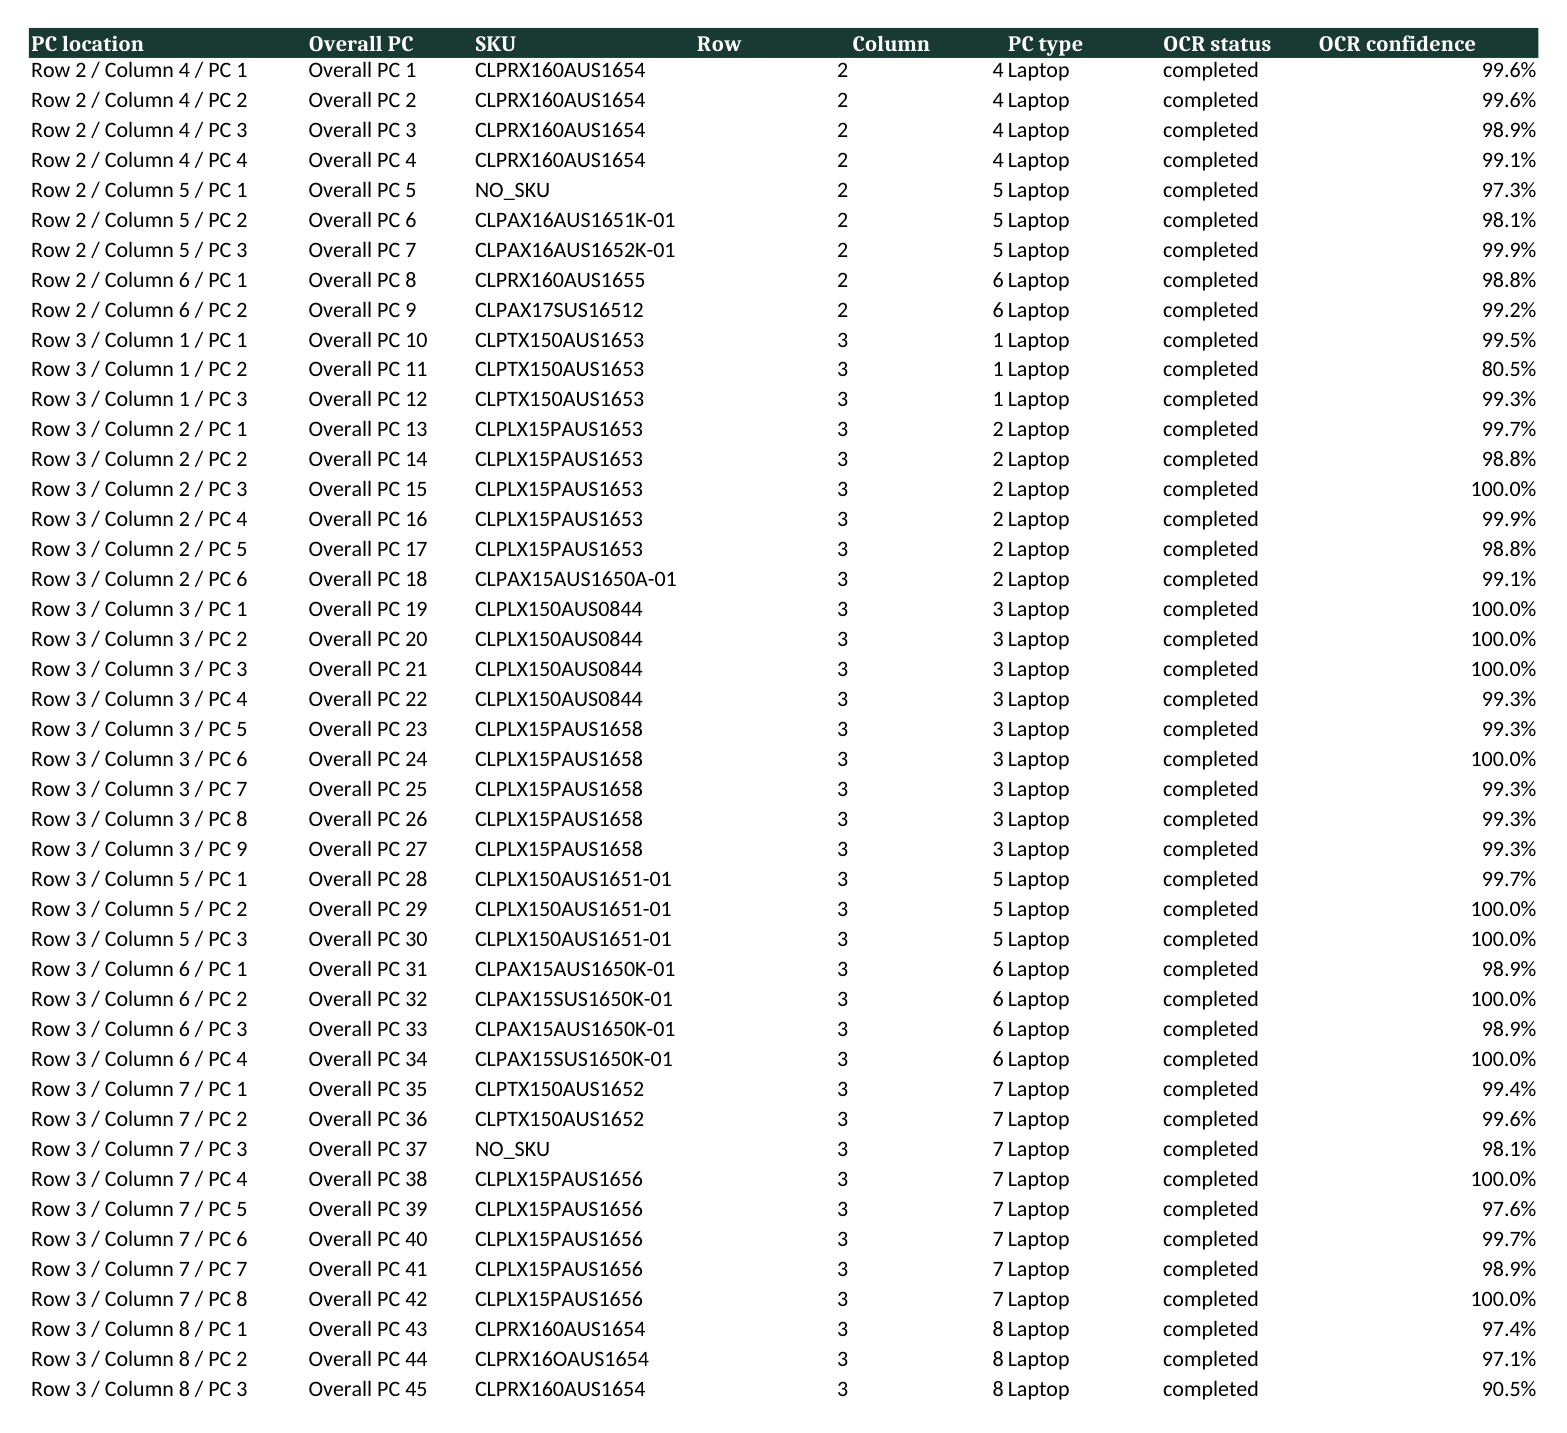 PC location Overall PC SKU Row Column PC type OCR status OCR confidence
Row 2 / Column 4 / PC 1 Overall PC 1 CLPRX160AUS1654 2 4 Laptop completed 99.6%
Row 2 / Column 4 / PC 2 Overall PC 2 CLPRX160AUS1654 2 4 Laptop completed 99.6%
Row 2 / Column 4 / PC 3 Overall PC 3 CLPRX160AUS1654 2 4 Laptop completed 98.9%
Row 2 / Column 4 / PC 4 Overall PC 4 CLPRX160AUS1654 2 4 Laptop completed 99.1%
Row 2 / Column 5 / PC 1 Overall PC 5 NO_SKU 2 5 Laptop completed 97.3%
Row 2 / Column 5 / PC 2 Overall PC 6 CLPAX16AUS1651K-01 2 5 Laptop completed 98.1%
Row 2 / Column 5 / PC 3 Overall PC 7 CLPAX16AUS1652K-01 2 5 Laptop completed 99.9%
Row 2 / Column 6 / PC 1 Overall PC 8 CLPRX160AUS1655 2 6 Laptop completed 98.8%
Row 2 / Column 6 / PC 2 Overall PC 9 CLPAX17SUS16512 2 6 Laptop completed 99.2%
Row 3 / Column 1 / PC 1 Overall PC 10 CLPTX150AUS1653 3 1 Laptop completed 99.5%
Row 3 / Column 1 / PC 2 Overall PC 11 CLPTX150AUS1653 3 1 Laptop completed 80.5%
Row 3 / Column 1 / PC 3 Overall PC 12 CLPTX150AUS1653 3 1 Laptop completed 99.3%
Row 3 / Column 2 / PC 1 Overall PC 13 CLPLX15PAUS1653 3 2 Laptop completed 99.7%
Row 3 / Column 2 / PC 2 Overall PC 14 CLPLX15PAUS1653 3 2 Laptop completed 98.8%
Row 3 / Column 2 / PC 3 Overall PC 15 CLPLX15PAUS1653 3 2 Laptop completed 100.0%
Row 3 / Column 2 / PC 4 Overall PC 16 CLPLX15PAUS1653 3 2 Laptop completed 99.9%
Row 3 / Column 2 / PC 5 Overall PC 17 CLPLX15PAUS1653 3 2 Laptop completed 98.8%
Row 3 / Column 2 / PC 6 Overall PC 18 CLPAX15AUS1650A-01 3 2 Laptop completed 99.1%
Row 3 / Column 3 / PC 1 Overall PC 19 CLPLX150AUS0844 3 3 Laptop completed 100.0%
Row 3 / Column 3 / PC 2 Overall PC 20 CLPLX150AUS0844 3 3 Laptop completed 100.0%
Row 3 / Column 3 / PC 3 Overall PC 21 CLPLX150AUS0844 3 3 Laptop completed 100.0%
Row 3 / Column 3 / PC 4 Overall PC 22 CLPLX150AUS0844 3 3 Laptop completed 99.3%
Row 3 / Column 3 / PC 5 Overall PC 23 CLPLX15PAUS1658 3 3 Laptop completed 99.3%
Row 3 / Column 3 / PC 6 Overall PC 24 CLPLX15PAUS1658 3 3 Laptop completed 100.0%
Row 3 / Column 3 / PC 7 Overall PC 25 CLPLX15PAUS1658 3 3 Laptop completed 99.3%
Row 3 / Column 3 / PC 8 Overall PC 26 CLPLX15PAUS1658 3 3 Laptop completed 99.3%
Row 3 / Column 3 / PC 9 Overall PC 27 CLPLX15PAUS1658 3 3 Laptop completed 99.3%
Row 3 / Column 5 / PC 1 Overall PC 28 CLPLX150AUS1651-01 3 5 Laptop completed 99.7%
Row 3 / Column 5 / PC 2 Overall PC 29 CLPLX150AUS1651-01 3 5 Laptop completed 100.0%
Row 3 / Column 5 / PC 3 Overall PC 30 CLPLX150AUS1651-01 3 5 Laptop completed 100.0%
Row 3 / Column 6 / PC 1 Overall PC 31 CLPAX15AUS1650K-01 3 6 Laptop completed 98.9%
Row 3 / Column 6 / PC 2 Overall PC 32 CLPAX15SUS1650K-01 3 6 Laptop completed 100.0%
Row 3 / Column 6 / PC 3 Overall PC 33 CLPAX15AUS1650K-01 3 6 Laptop completed 98.9%
Row 3 / Column 6 / PC 4 Overall PC 34 CLPAX15SUS1650K-01 3 6 Laptop completed 100.0%
Row 3 / Column 7 / PC 1 Overall PC 35 CLPTX150AUS1652 3 7 Laptop completed 99.4%
Row 3 / Column 7 / PC 2 Overall PC 36 CLPTX150AUS1652 3 7 Laptop completed 99.6%
Row 3 / Column 7 / PC 3 Overall PC 37 NO_SKU 3 7 Laptop completed 98.1%
Row 3 / Column 7 / PC 4 Overall PC 38 CLPLX15PAUS1656 3 7 Laptop completed 100.0%
Row 3 / Column 7 / PC 5 Overall PC 39 CLPLX15PAUS1656 3 7 Laptop completed 97.6%
Row 3 / Column 7 / PC 6 Overall PC 40 CLPLX15PAUS1656 3 7 Laptop completed 99.7%
Row 3 / Column 7 / PC 7 Overall PC 41 CLPLX15PAUS1656 3 7 Laptop completed 98.9%
Row 3 / Column 7 / PC 8 Overall PC 42 CLPLX15PAUS1656 3 7 Laptop completed 100.0%
Row 3 / Column 8 / PC 1 Overall PC 43 CLPRX160AUS1654 3 8 Laptop completed 97.4%
Row 3 / Column 8 / PC 2 Overall PC 44 CLPRX16OAUS1654 3 8 Laptop completed 97.1%
Row 3 / Column 8 / PC 3 Overall PC 45 CLPRX160AUS1654 3 8 Laptop completed 90.5%